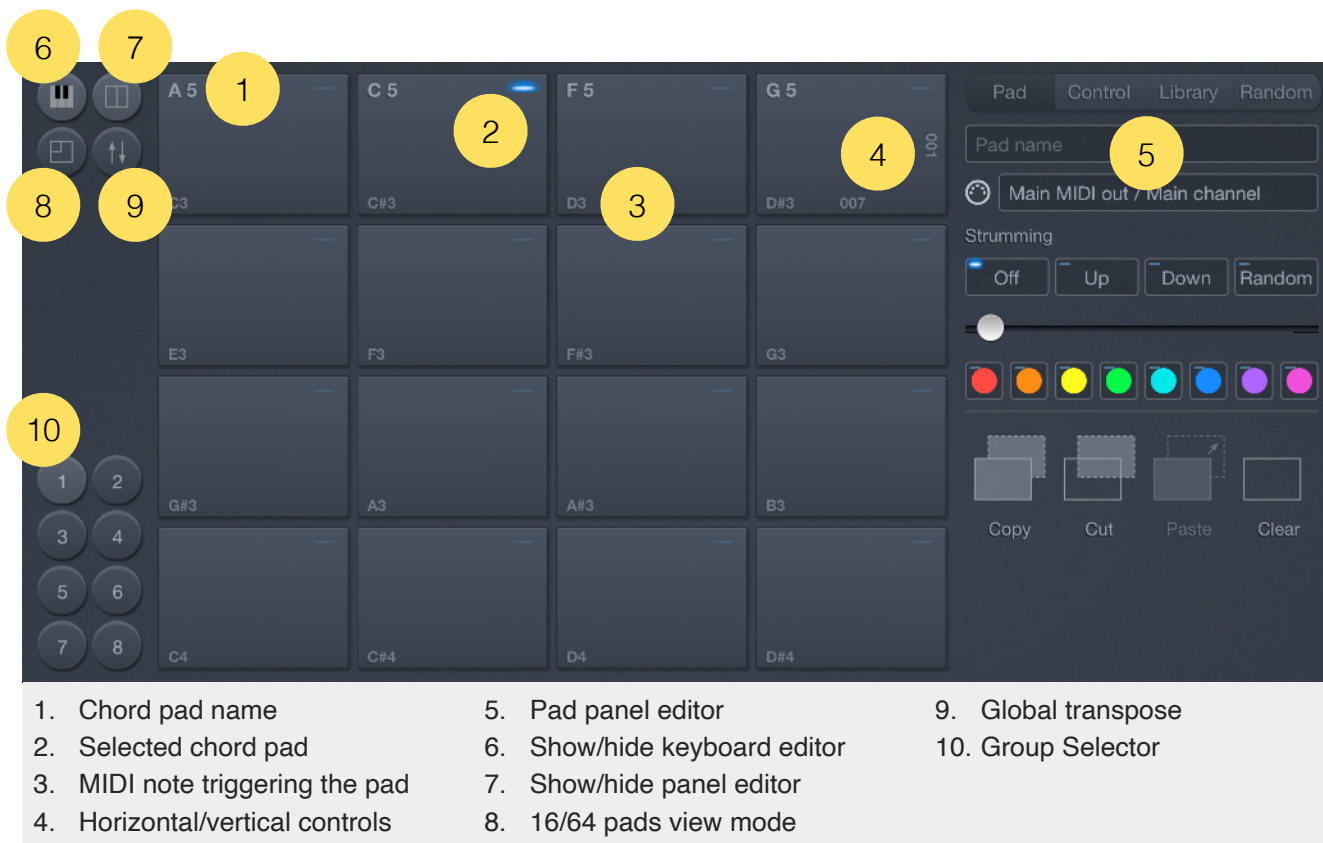 6 7
A 5 1 C 5 F 5 G 5
2 001 4
8 9 C3 C#3 D3 3 D#3 007
E3 F3 F#3 G3
10
G#3 A3 A#3 B3
C4 C#4 D4 D#4
1 2
3 4
5 6
7 8
Pad Control Library Random
Pad name 5
Main MIDI out / Main channel
Strumming
Off Up Down Random
Copy Cut Paste Clear
1. Chord pad name
2. Selected chord pad
3. MIDI note triggering the pad
4. Horizontal/vertical controls
5. Pad panel editor
6. Show/hide keyboard editor
7. Show/hide panel editor
8. 16/64 pads view mode
9. Global transpose
10. Group Selector